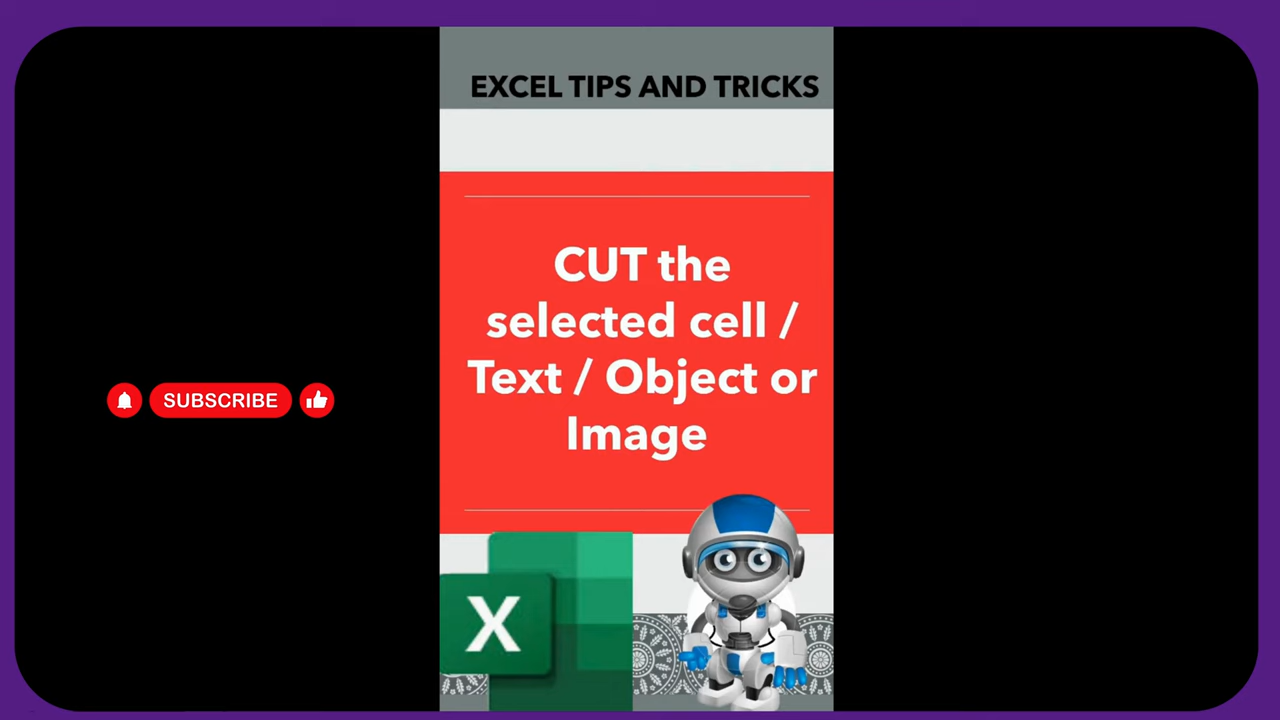 EXCEL TIPS AND TRICKS
CUT the
selected cell /
Text / Object or
Image
SUBSCRIBE
X